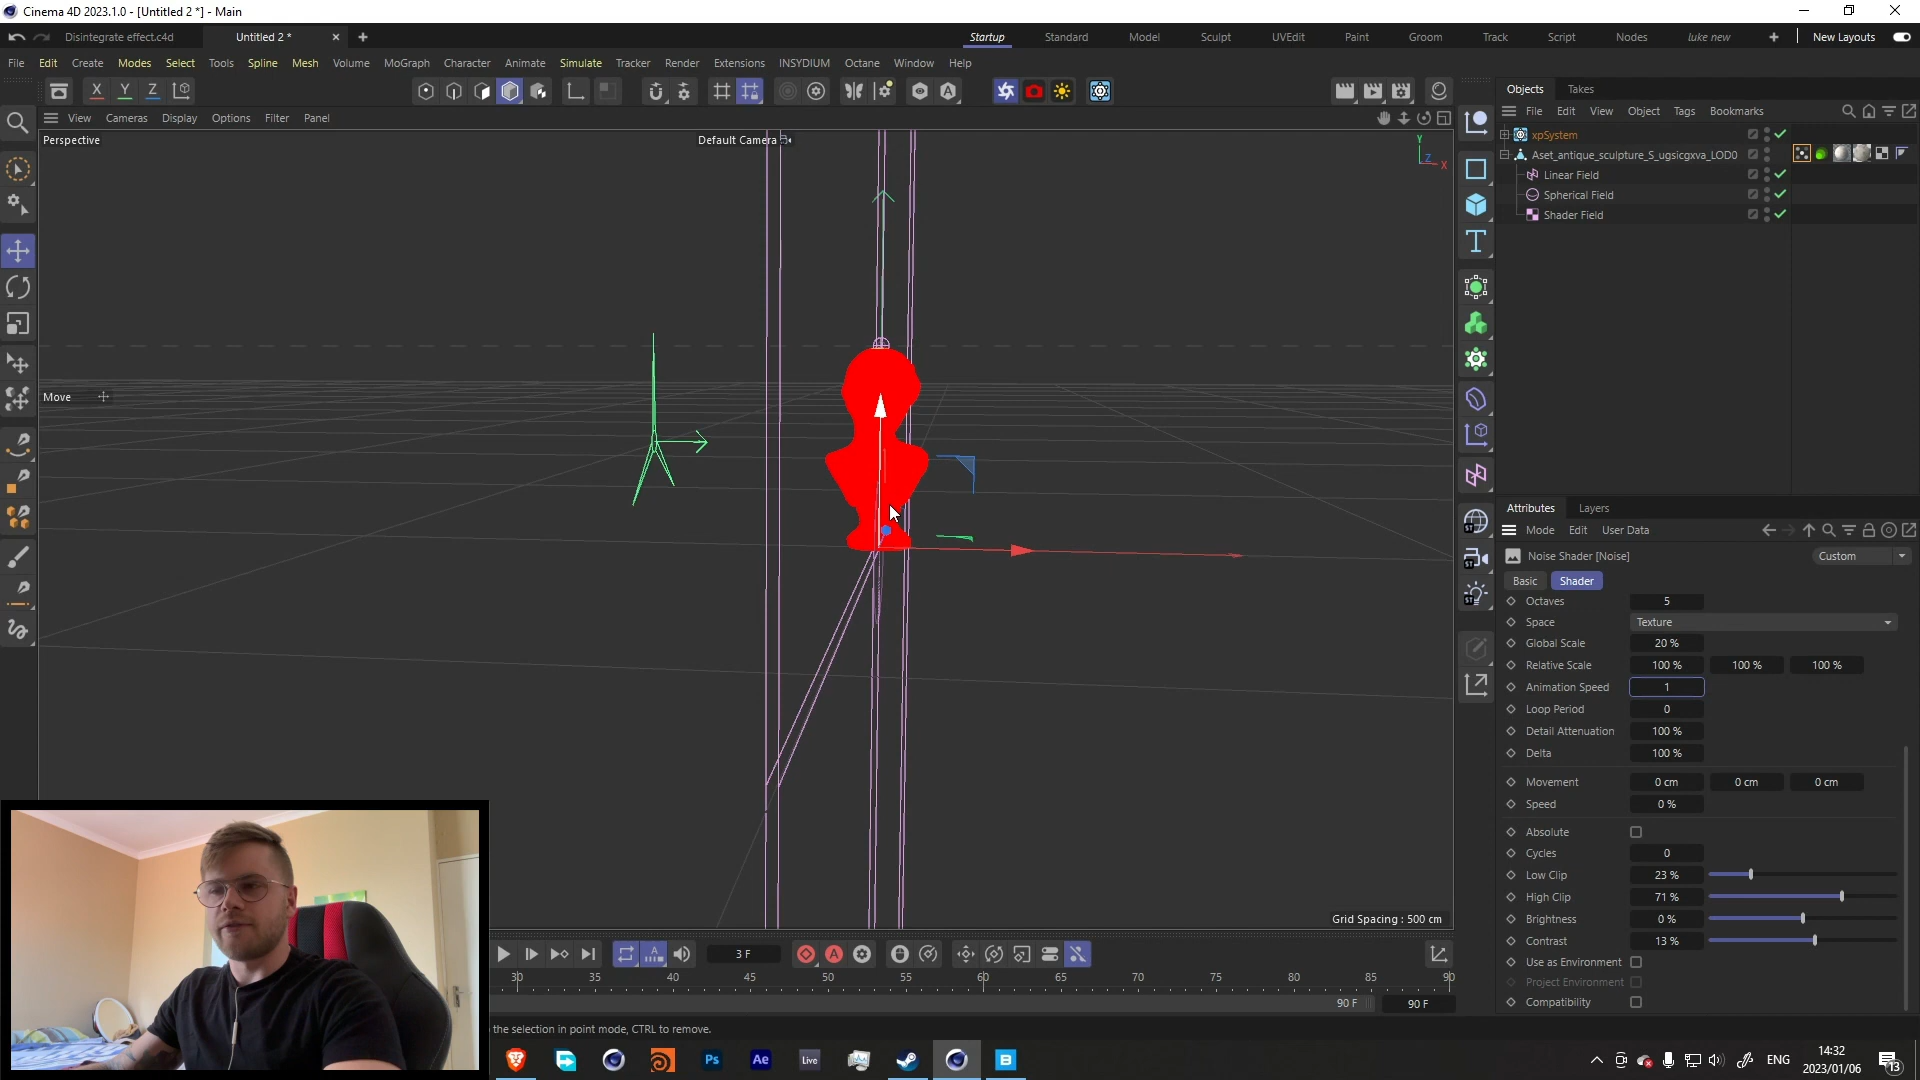 Cinema 4D 2023.1.0 - [Untitled 2 *] - Main
Disintegrate effect.c4d
Untitled 2 *
Startup
Standard
Model
Sculpt
UVEdit
Paint
Groom
Track
Script
Nodes
luke new
New Layouts
File Edit Create Modes Select Tools Spline Mesh Volume MoGraph Character Animate Simulate Tracker Render Extensions INSYDIUM Octane Window Help
X Y Z
View Cameras Display Options Filter Panel
Perspective
Default Camera
Y
Z X
Move
Grid Spacing : 500 cm
Objects Takes
File Edit View Object Tags Bookmarks
xpSystem
Aset_antique_sculpture_S_ugsicgxva_LOD0
Linear Field
Spherical Field
Shader Field
Attributes Layers
Mode Edit User Data
Noise Shader [Noise]
Custom
Basic Shader
Octaves 5
Space Texture
Global Scale 20 %
Relative Scale 100 % 100 % 100 %
Animation Speed 1
Loop Period 0
Detail Attenuation 100 %
Delta 100 %
Movement 0 cm 0 cm 0 cm
Speed 0 %
Absolute
Cycles 0
Low Clip 23 %
High Clip 71 %
Brightness 0 %
Contrast 13 %
Use as Environment
Project Environment
Compatibility
3 F
30 35 40 45 50 55 60 65 70 75 80 85 90
90 F 90 F
the selection in point mode, CTRL to remove.
Ps
Ae
Live
B
ENG
14:32
2023/01/06
13